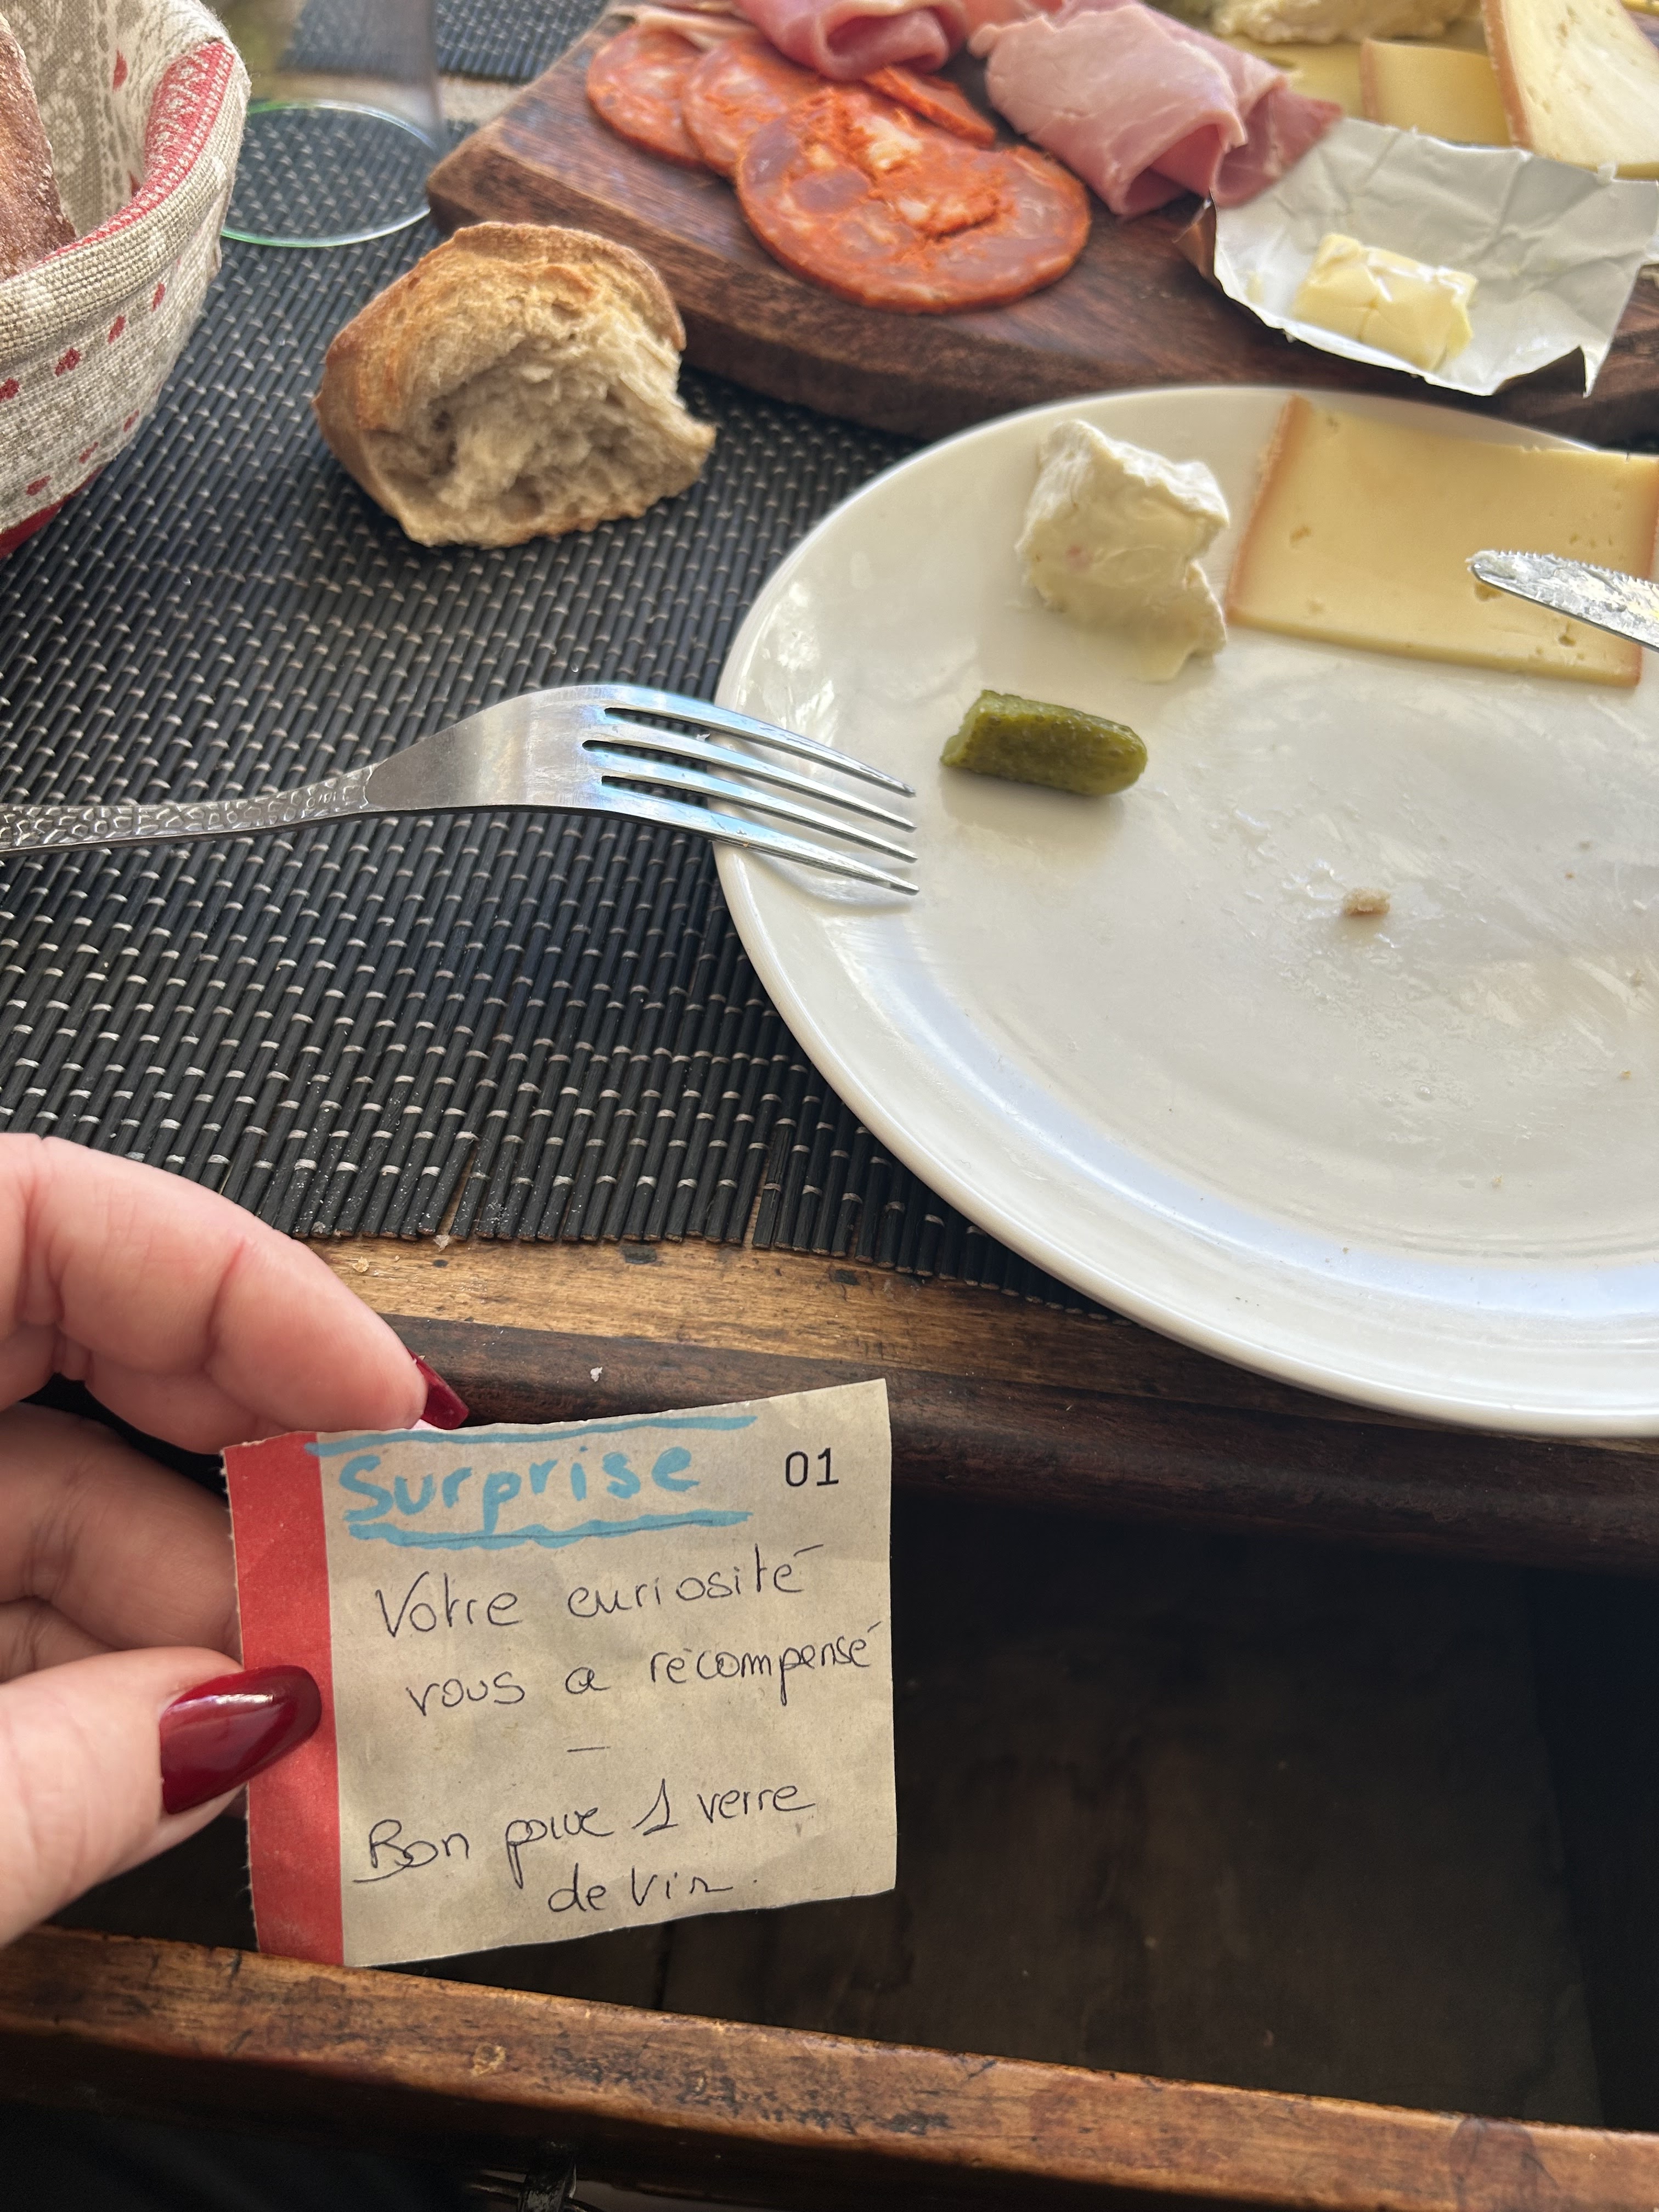 Surprise 01
Votre curiosité
vous a récompensé
—
Bon pour 1 verre
de vin.